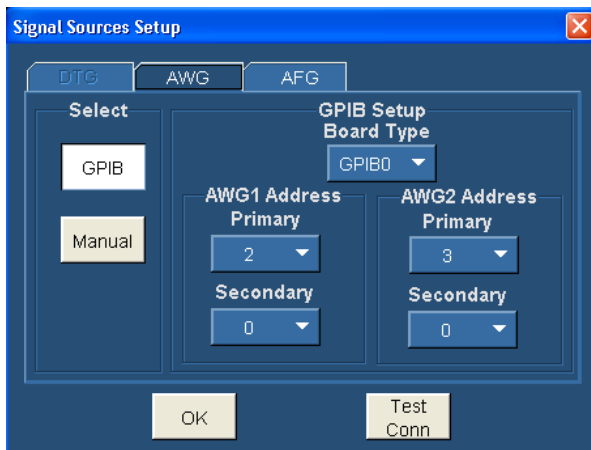 Signal Sources Setup
DTG AWG AFG
Select
GPIB
Manual
GPIB Setup
Board Type
GPIB0
AWG1 Address
Primary
2
Secondary
0
AWG2 Address
Primary
3
Secondary
0
OK
Test
Conn